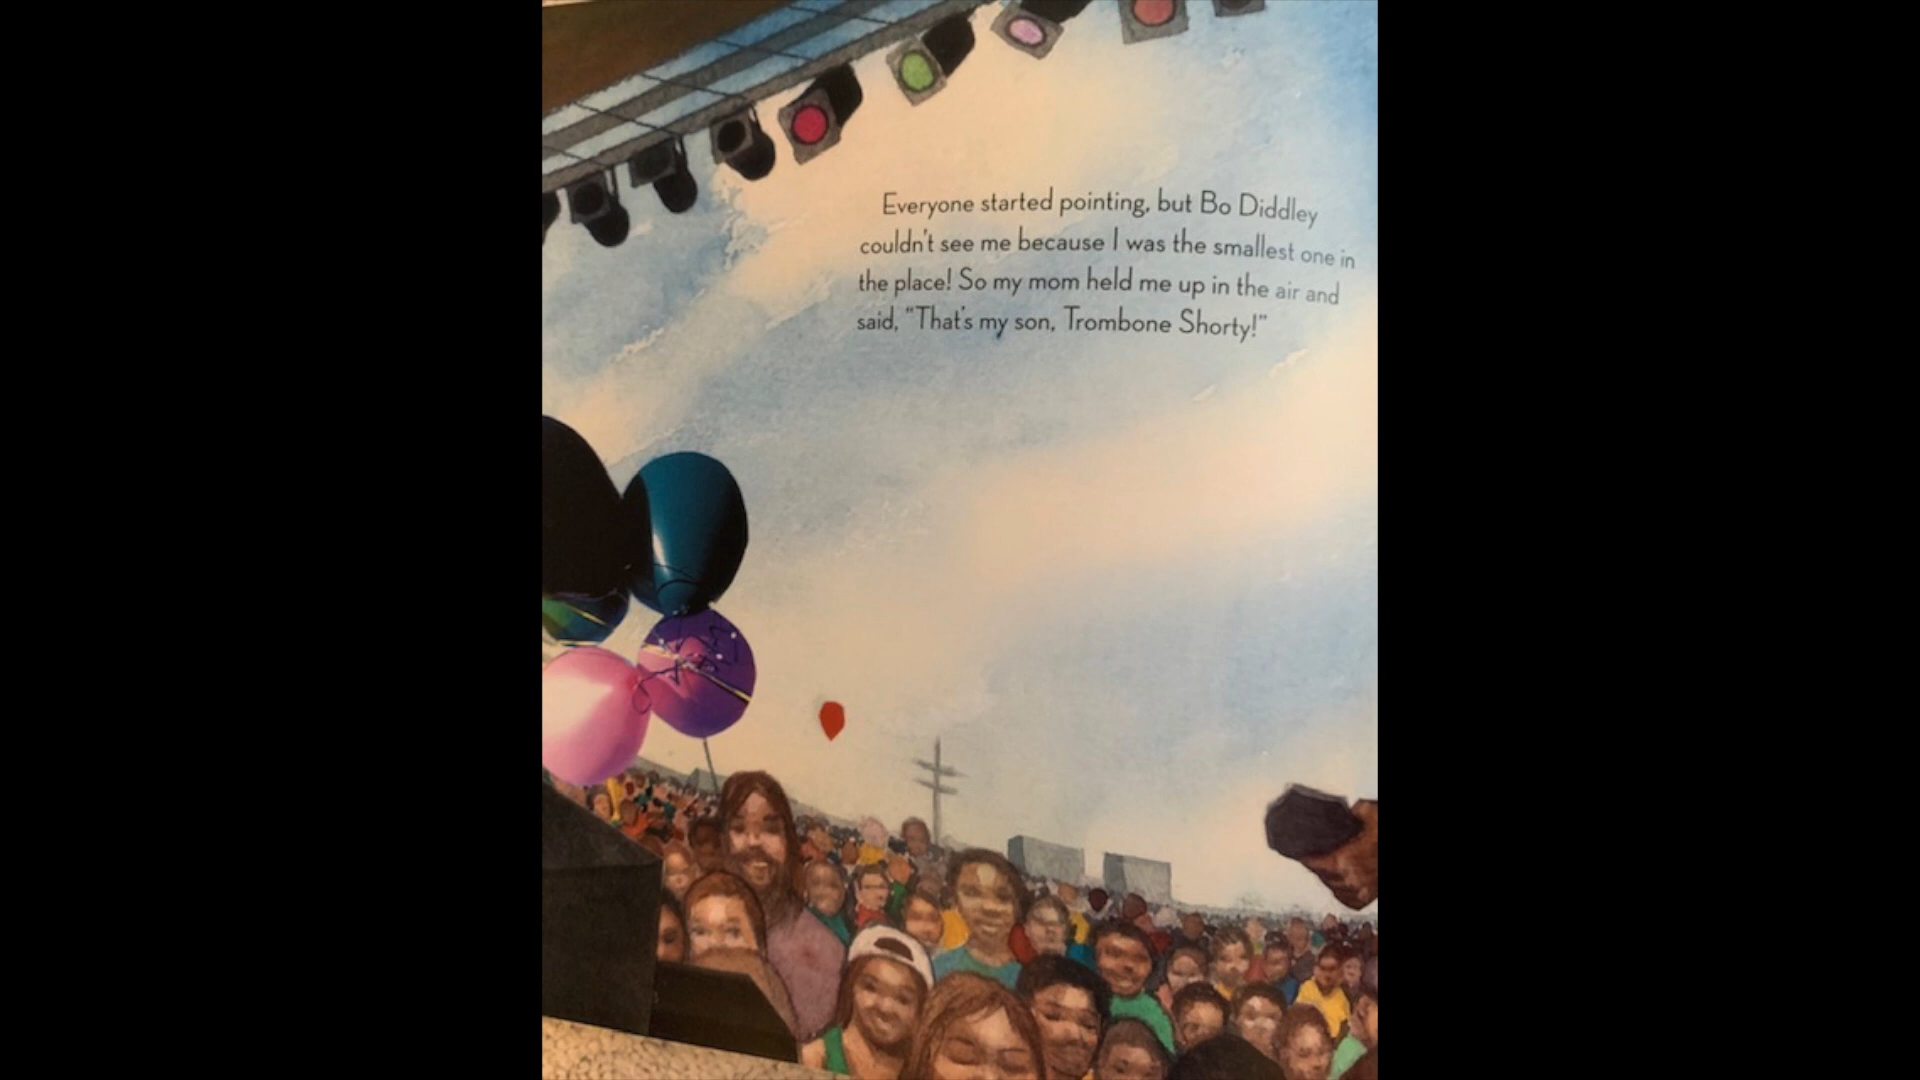 Everyone started pointing, but Bo Diddley
couldn't see me because I was the smallest one in
the place! So my mom held me up in the air and
said, "That's my son, Trombone Shorty!"